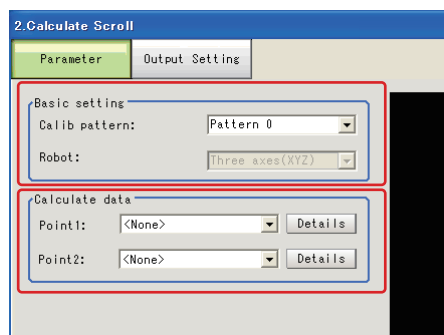 2.Calculate Scroll
Parameter Output Setting
Basic setting
Calib pattern: Pattern 0
Robot: Three axes(XYZ)
Calculate data
Point1: <None> Details
Point2: <None> Details